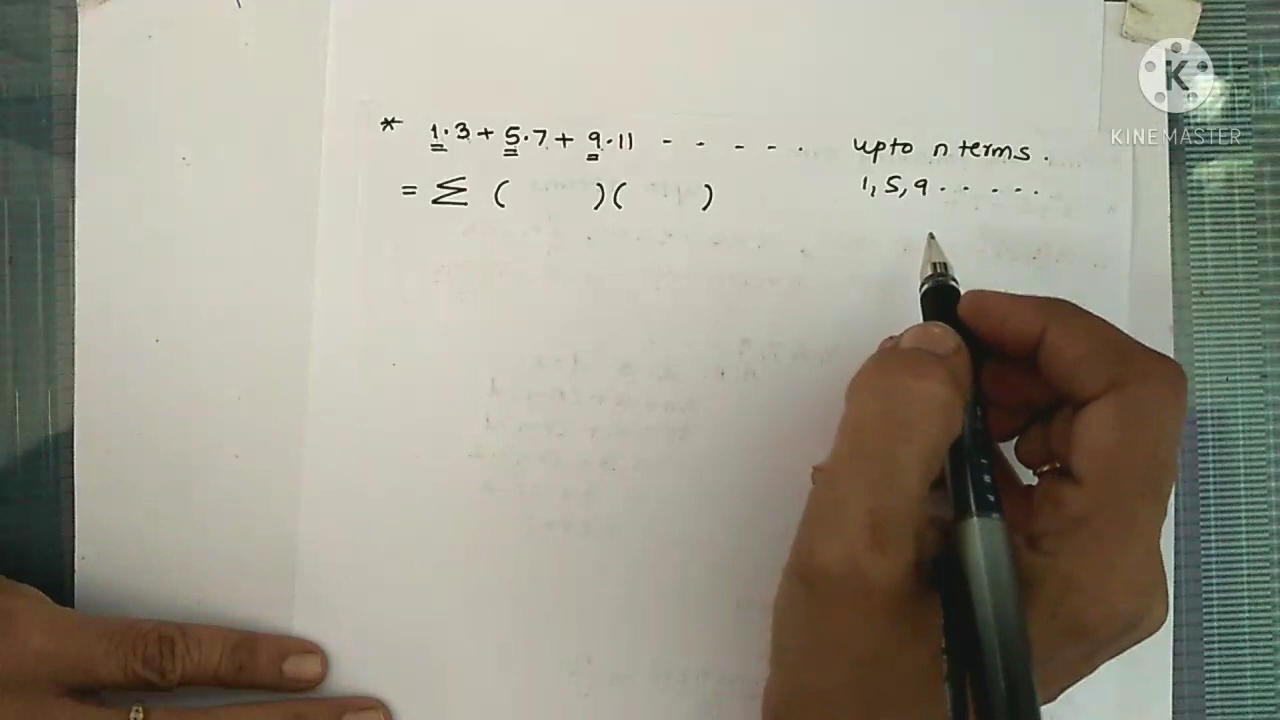 * 1.3 + 5.7 + 9.11 - - - - . upto n terms.
= Σ ( )( ) 1, 5, 9 . . . . . .
K
KINEMASTER